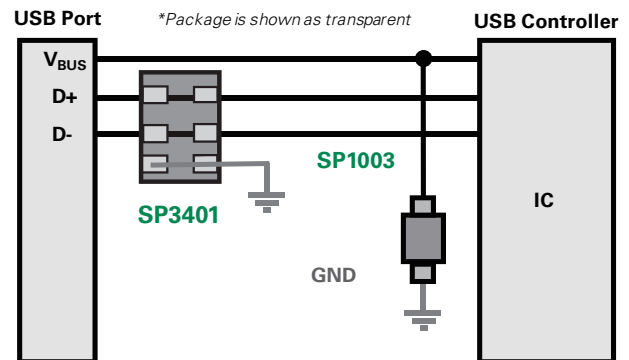 USB Port
*Package is shown as transparent
USB Controller
VBUS
D+
D-
SP1003
SP3401
IC
GND